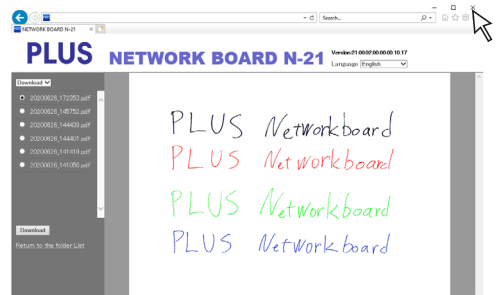 Search...
NETWORK BOARD N-21
PLUS NETWORK BOARD N-21
Version:21.00.02.00.00.00.10.17
Language English
Download
20200626_172353.pdf
20200626_145752.pdf
20200626_144409.pdf
20200626_144401.pdf
20200626_141419.pdf
20200626_141056.pdf
Download
Return to the folder List
PLUS Networkboard
PLUS Networkboard
PLUS Networkboard
PLUS Networkboard